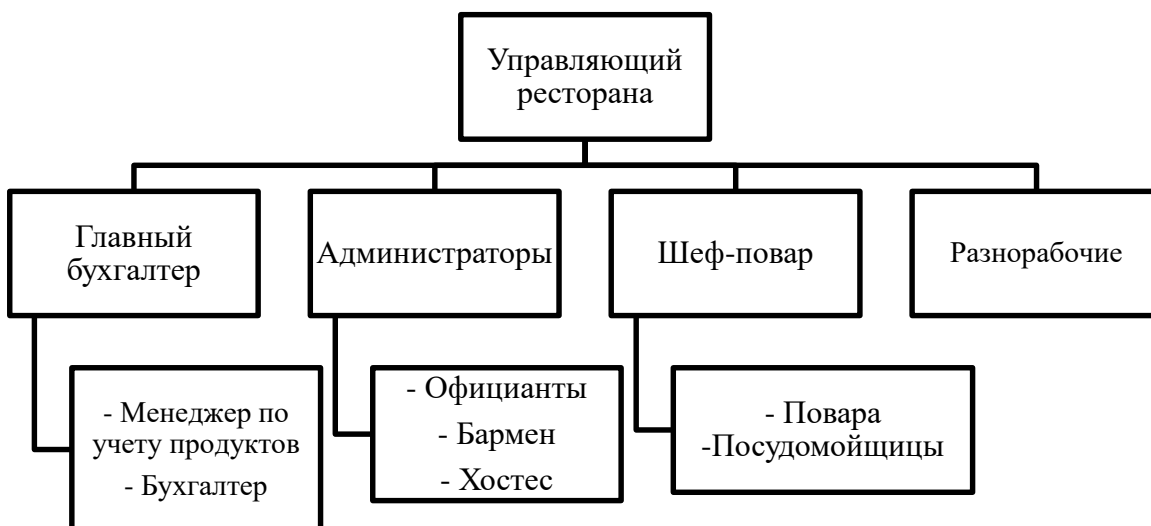 Управляющий
ресторана
Главный
бухгалтер
Администраторы
Шеф-повар
Разнорабочие
- Менеджер по
учету продуктов
- Бухгалтер
- Официанты
- Бармен
- Хостес
- Повара
-Посудомойщицы